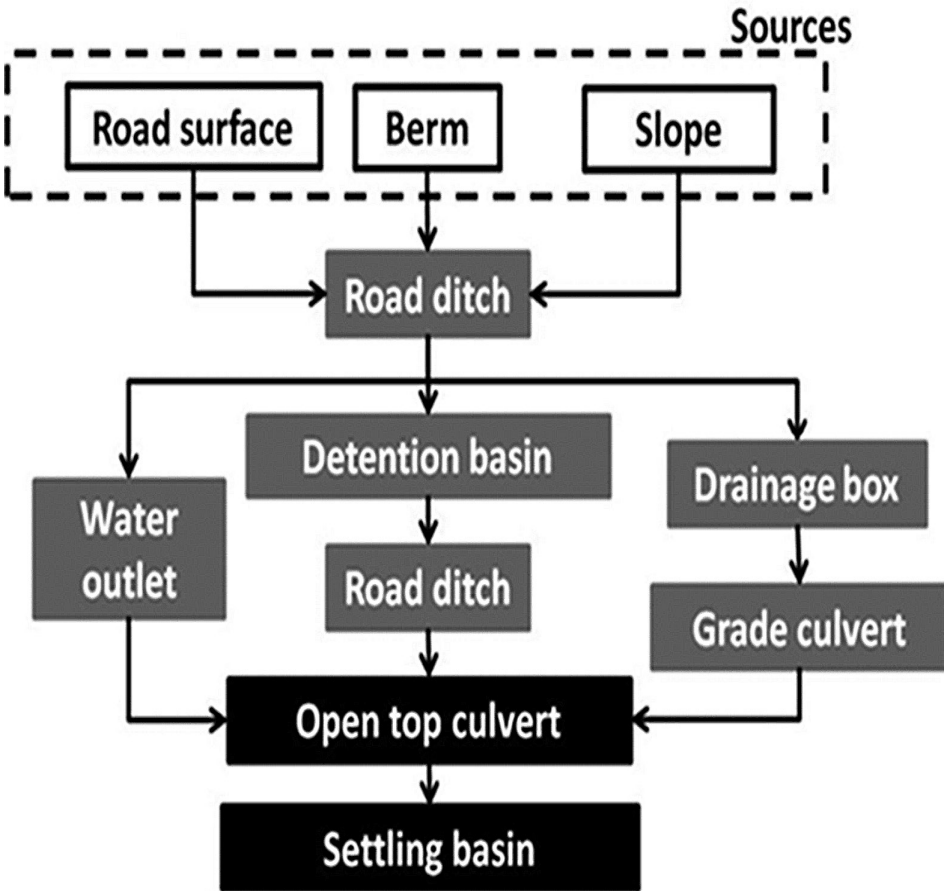 Sources
Road surface
Berm
Slope
Road ditch
Detention basin
Drainage box
Water
outlet
Road ditch
Grade culvert
Open top culvert
Settling basin